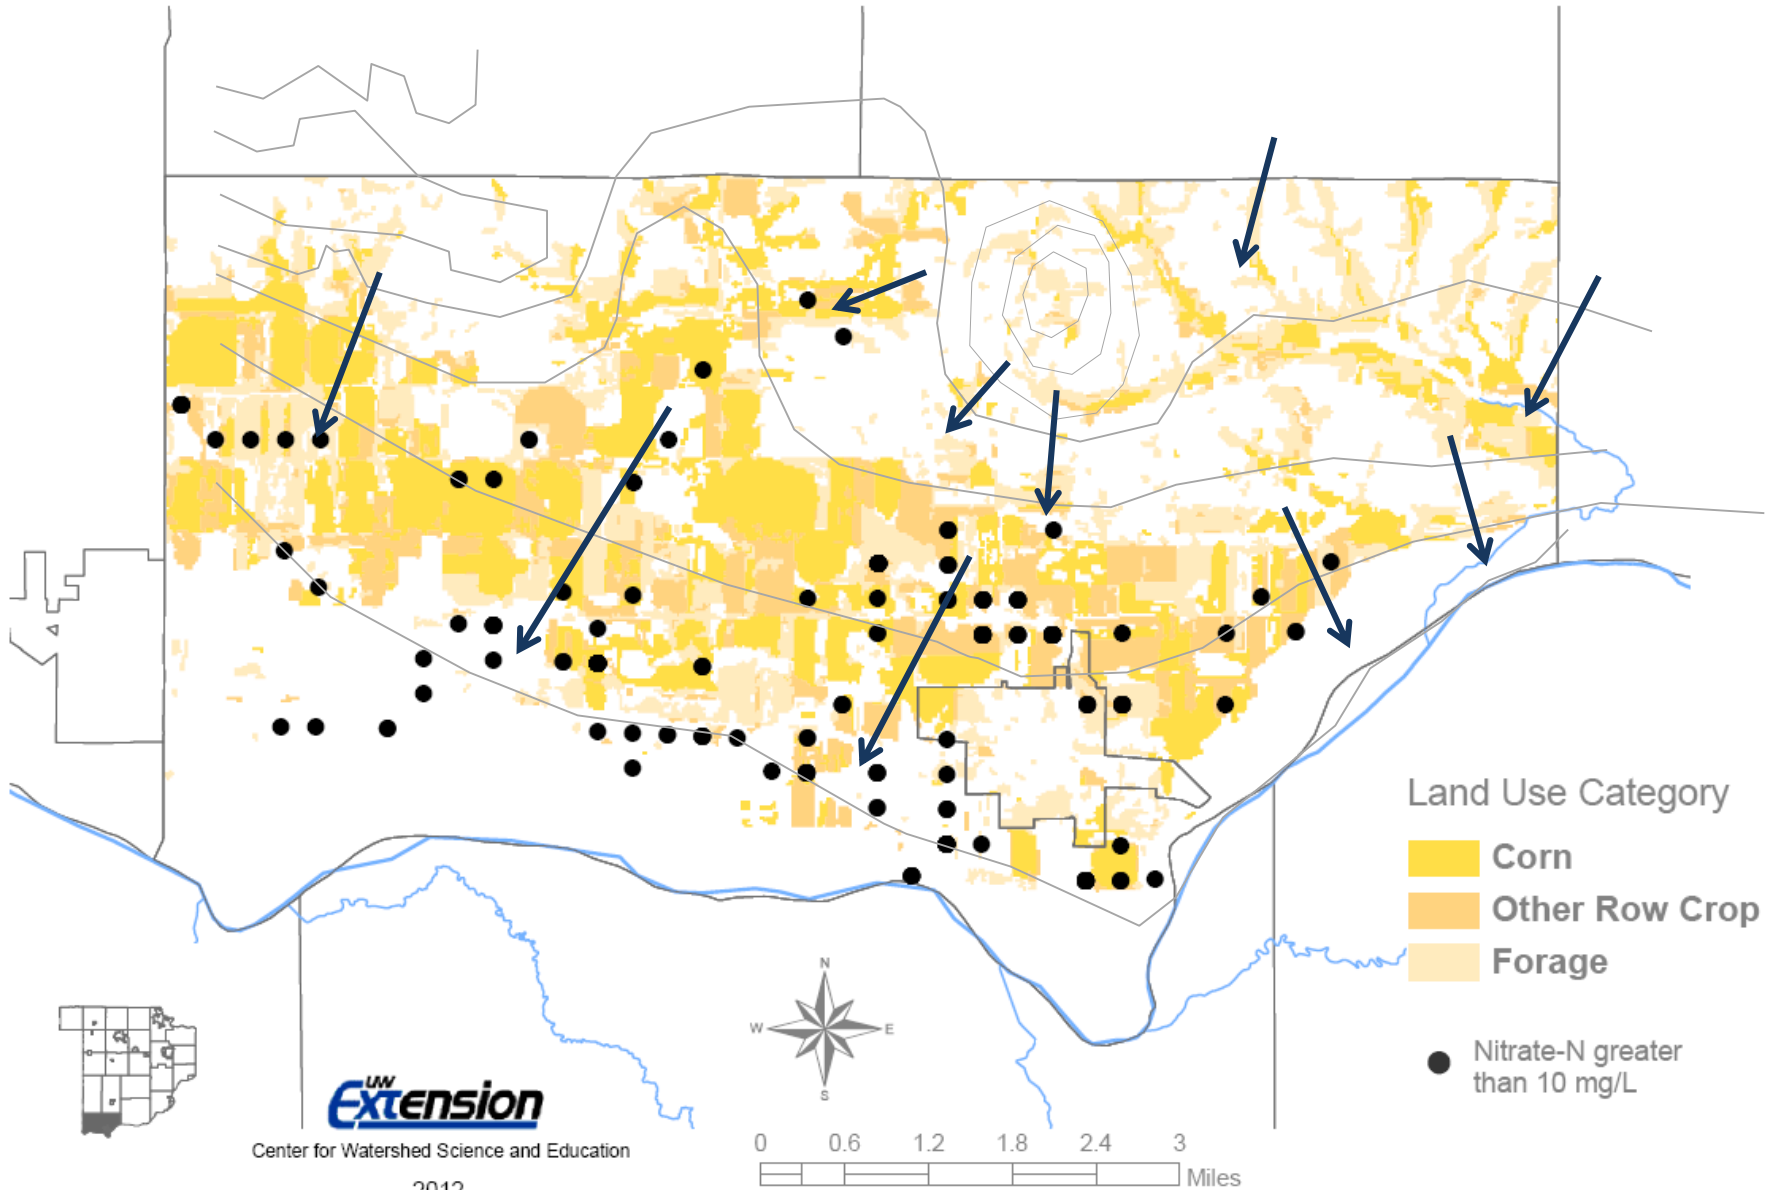 Land Use Category
Corn
Other Row Crop
Forage
Nitrate-N greater
than 10 mg/L
N
W
E
S
UW
Extension
Center for Watershed Science and Education
2012
0 0.6 1.2 1.8 2.4 3
Miles